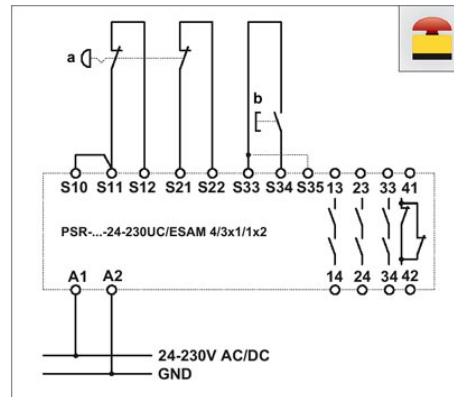 a
b
S10 S11 S12 S21 S22 S33 S34 S35 13 23 33 41
PSR-...-24-230UC/ESAM 4/3x1/1x2
A1 A2 14 24 34 42
24-230V AC/DC
GND